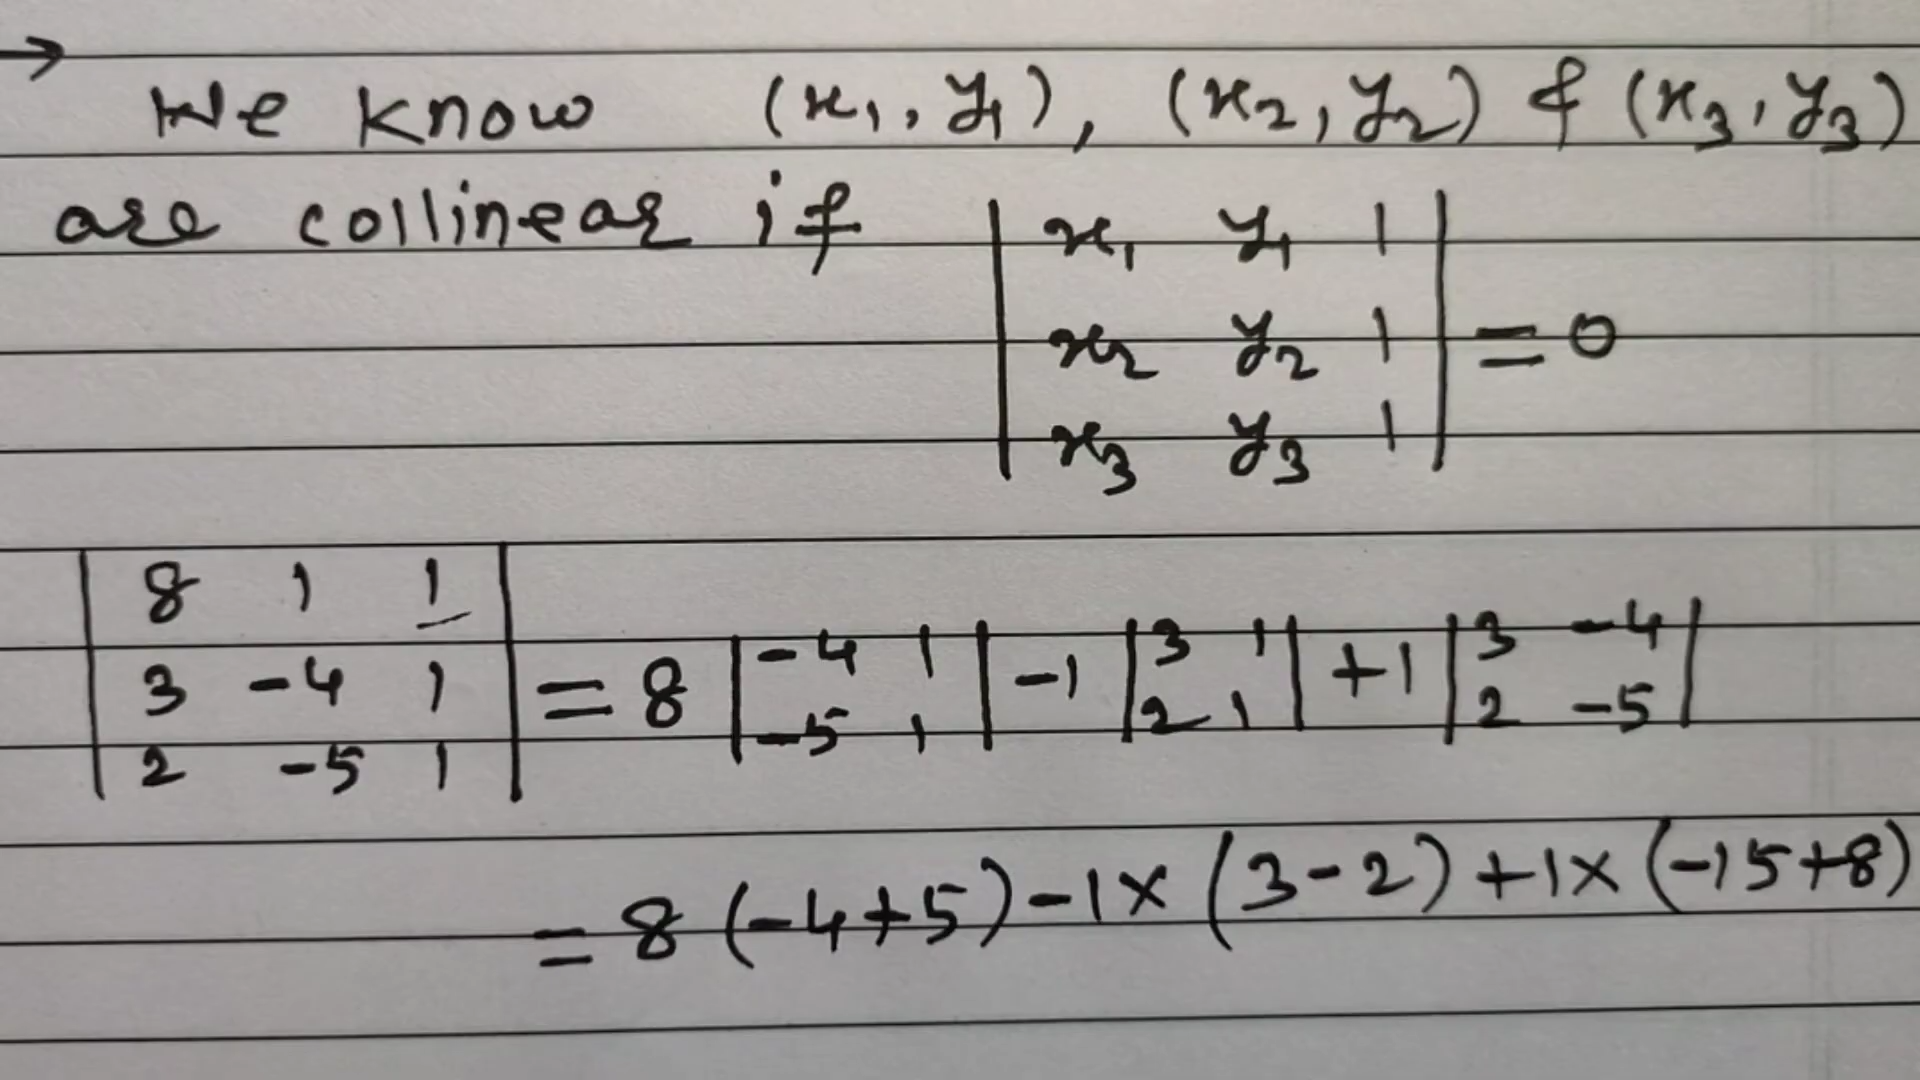 →
We know (x₁, y₁), (x₂, y₂) & (x₃, y₃)
are collinear if | x₁ y₁ 1 |
| x₂ y₂ 1 | = 0
| x₃ y₃ 1 |
| 8 1 1 |
| 3 -4 1 | = 8 | -4 1 | -1 | 3 1 | +1 | 3 -4 |
| 2 -5 1 | | -5 1 | | 2 1 | | 2 -5 |
= 8 (-4+5) -1× (3-2) +1× (-15+8)